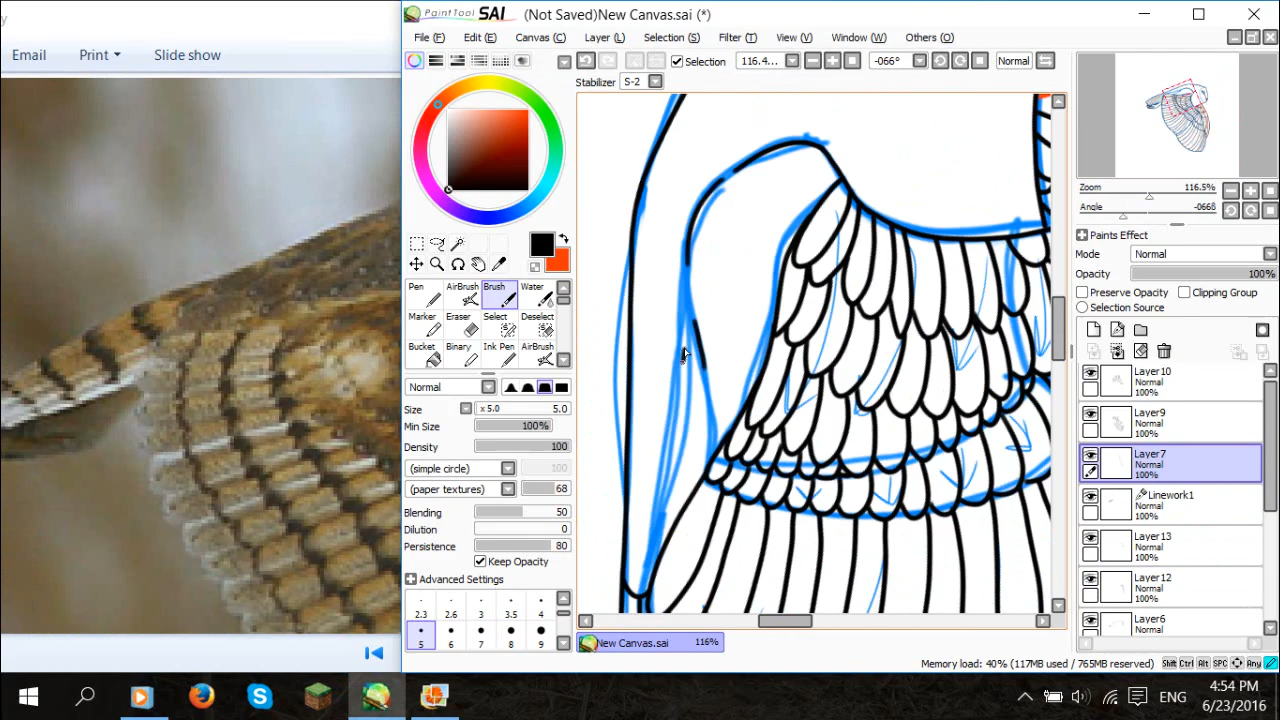 y
Email Print Slide show
PaintTool SAI (Not Saved)New Canvas.sai (*)
File (F) Edit (E) Canvas (C) Layer (L) Selection (S) Filter (T) View (V) Window (W) Others (O)
Selection 116.4... -066° Normal
Stabilizer S-2
Zoom 116.5%
Angle -066ß
Paints Effect
Mode Normal
Opacity 100%
Preserve Opacity Clipping Group
Selection Source
Pen AirBrush Brush Water
Marker Eraser Select Deselect
Bucket Binary Ink Pen AirBrush
Normal
Size x 5.0 5.0
Min Size 100%
Density 100
(simple circle) 100
(paper textures) 68
Blending 50
Dilution 0
Persistence 80
Keep Opacity
Advanced Settings
2.3 2.6 3 3.5 4
5 6 7 8 9
Layer10
Normal
100%
Layer9
Normal
100%
Layer7
Normal
100%
Linework1
Normal
100%
Layer13
Normal
100%
Layer12
Normal
100%
Layer6
Normal
New Canvas.sai 116%
Memory load: 40% (117MB used / 765MB reserved) Shift Ctrl Alt SPC Any
ENG
4:54 PM
6/23/2016